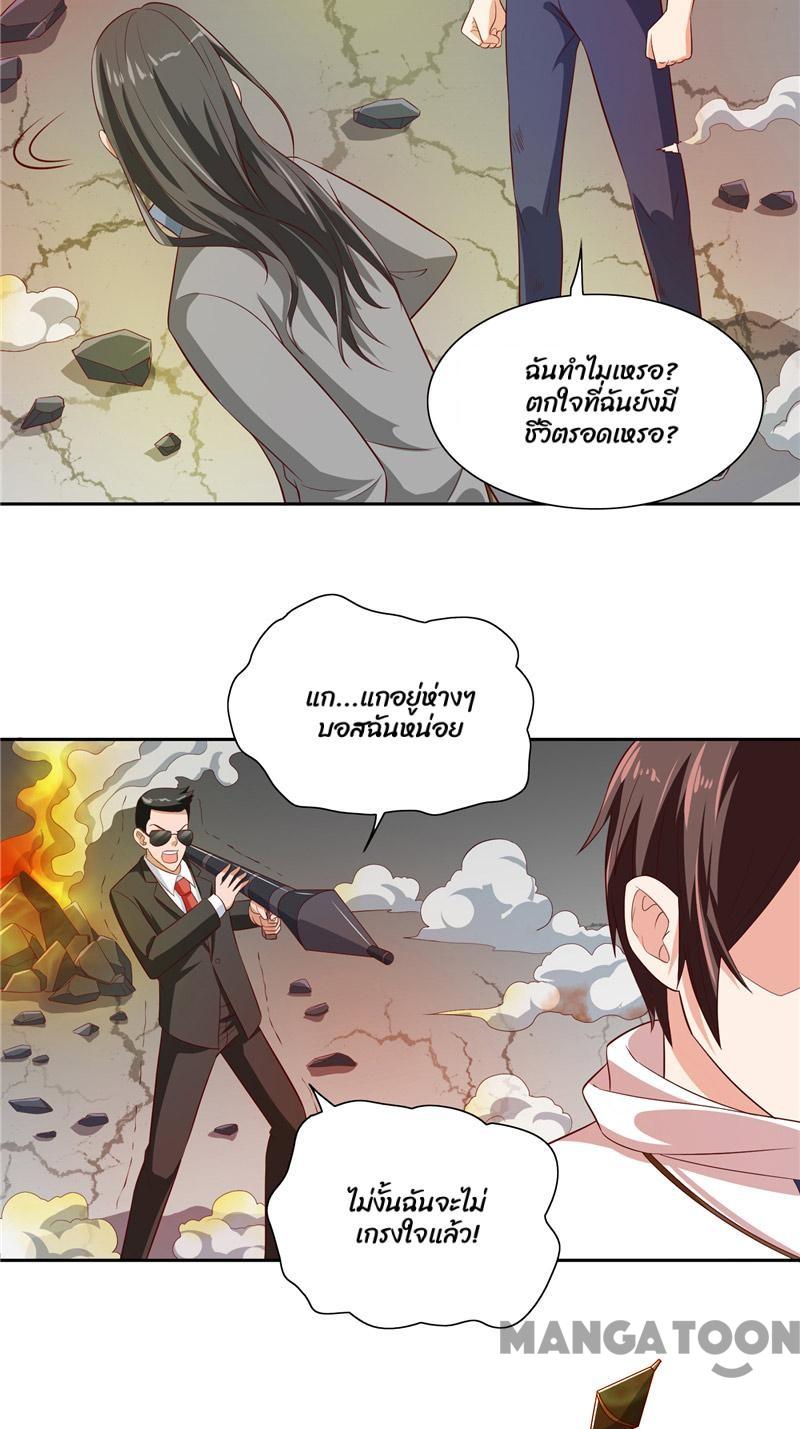 ฉันทำไมเหรอ?
ตกใจที่ฉันยังมี
ชีวิตรอดเหรอ?
แก...แกอยู่ห่างๆ
บอสฉันหน่อย
ไม่งั้นฉันจะไม่
เกรงใจแล้ว!
MANGATOON